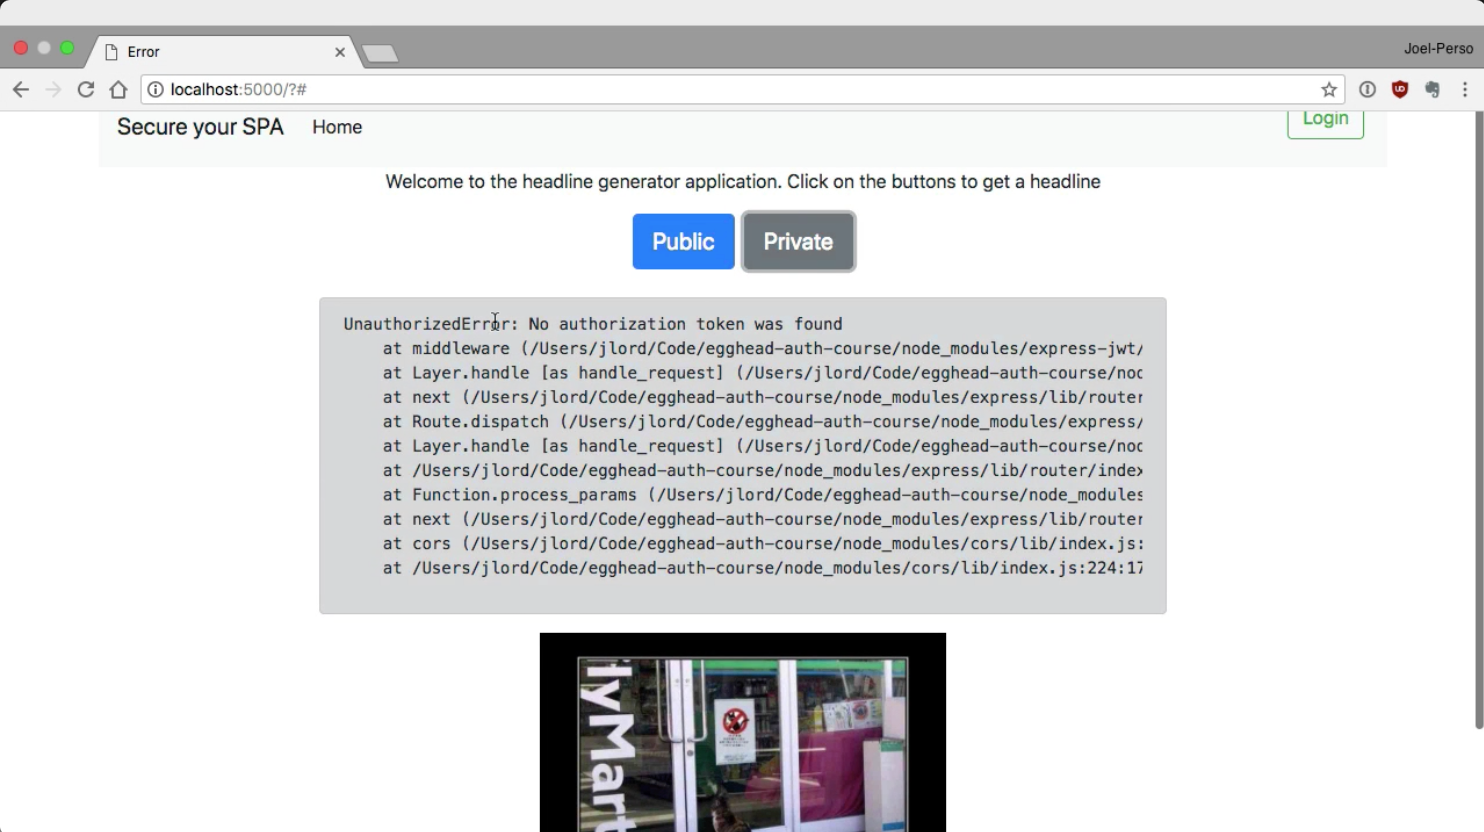 Error
Joel-Perso
localhost:5000/?#
Secure your SPA Home Login
Welcome to the headline generator application. Click on the buttons to get a headline
Public Private
UnauthorizedError: No authorization token was found
at middleware (/Users/jlord/Code/egghead-auth-course/node_modules/express-jwt/
at Layer.handle [as handle_request] (/Users/jlord/Code/egghead-auth-course/nod
at next (/Users/jlord/Code/egghead-auth-course/node_modules/express/lib/router
at Route.dispatch (/Users/jlord/Code/egghead-auth-course/node_modules/express/
at Layer.handle [as handle_request] (/Users/jlord/Code/egghead-auth-course/nod
at /Users/jlord/Code/egghead-auth-course/node_modules/express/lib/router/index
at Function.process_params (/Users/jlord/Code/egghead-auth-course/node_modules
at next (/Users/jlord/Code/egghead-auth-course/node_modules/express/lib/router
at cors (/Users/jlord/Code/egghead-auth-course/node_modules/cors/lib/index.js:
at /Users/jlord/Code/egghead-auth-course/node_modules/cors/lib/index.js:224:17
lyMart